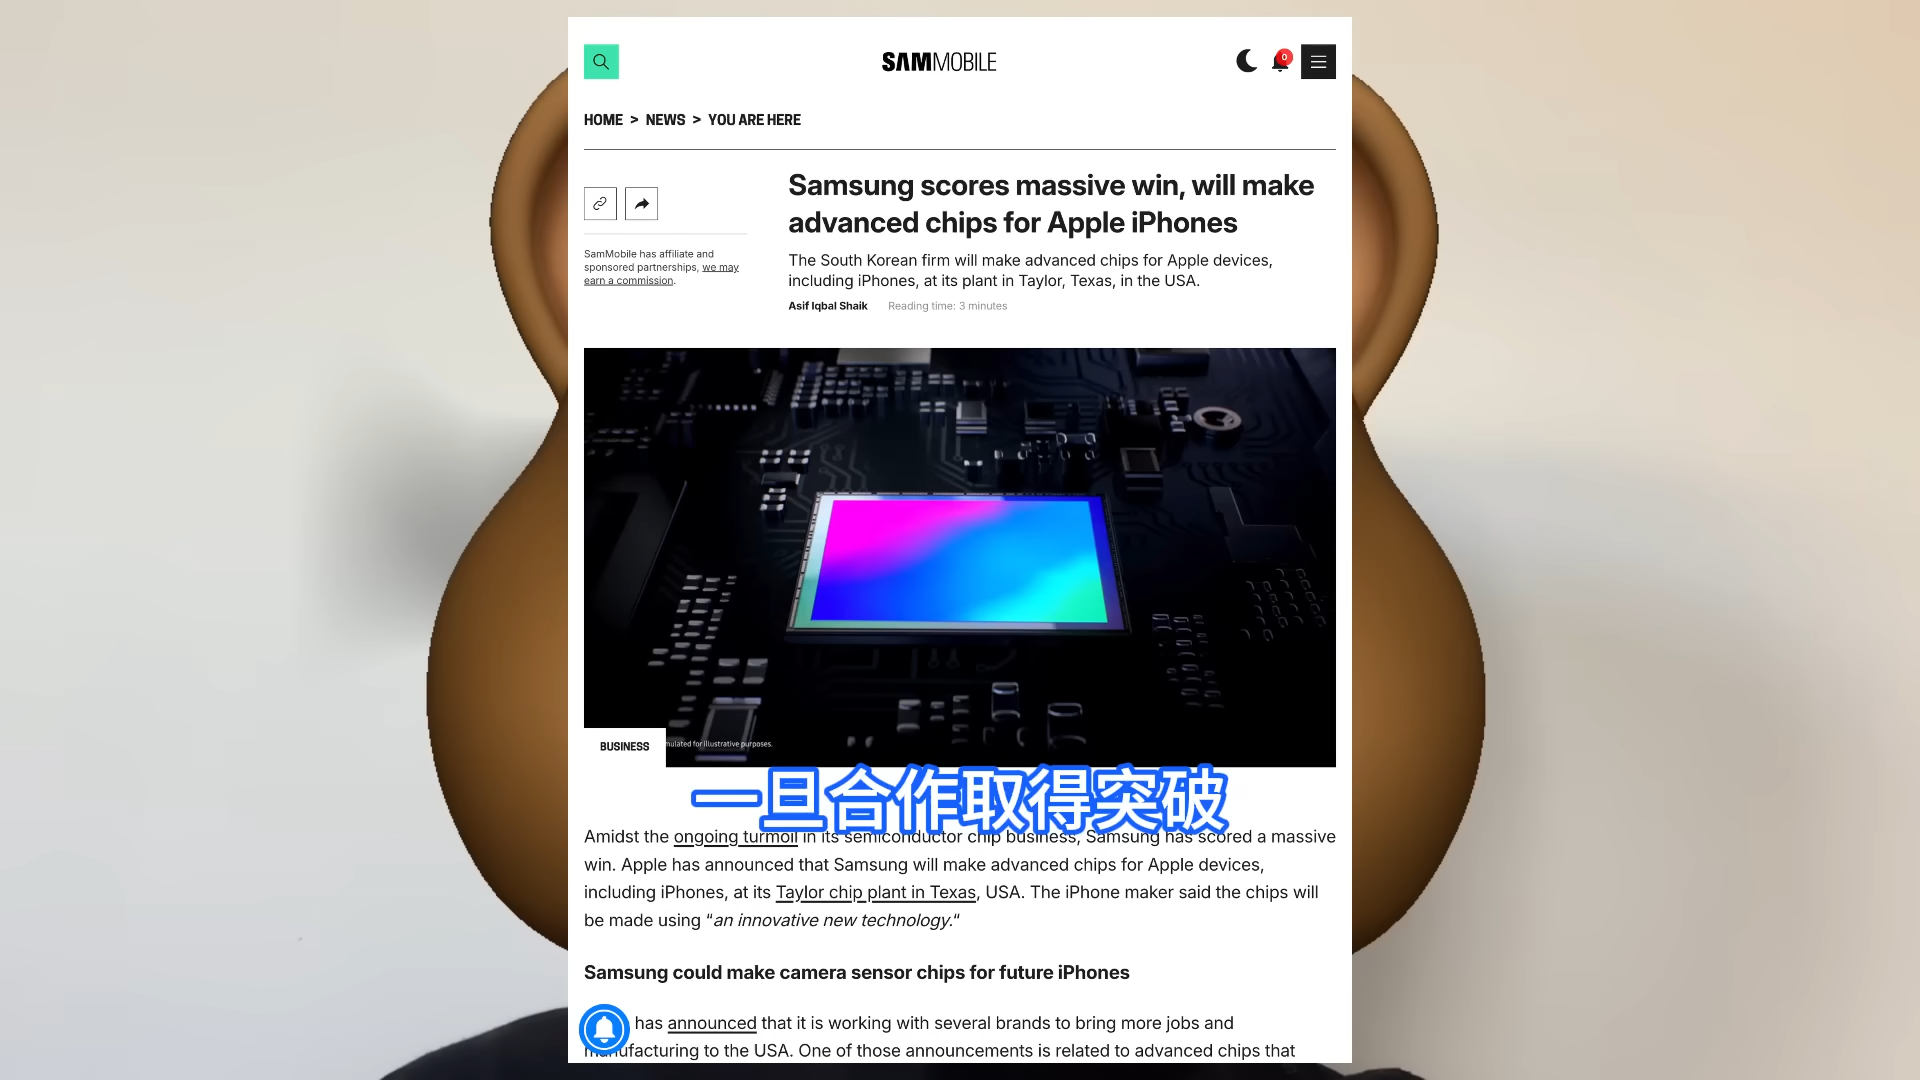 SAMMOBILE
0
HOME > NEWS > YOU ARE HERE
Samsung scores massive win, will make
advanced chips for Apple iPhones
The South Korean firm will make advanced chips for Apple devices,
including iPhones, at its plant in Taylor, Texas, in the USA.
Asif Iqbal Shaik Reading time: 3 minutes
SamMobile has affiliate and
sponsored partnerships, we may
earn a commission.
BUSINESS
mulated for illustrative purposes.
一旦合作取得突破
Amidst the ongoing turmoil in its semiconductor chip business, Samsung has scored a massive
win. Apple has announced that Samsung will make advanced chips for Apple devices,
including iPhones, at its Taylor chip plant in Texas, USA. The iPhone maker said the chips will
be made using “an innovative new technology.“
Samsung could make camera sensor chips for future iPhones
has announced that it is working with several brands to bring more jobs and
manufacturing to the USA. One of those announcements is related to advanced chips that